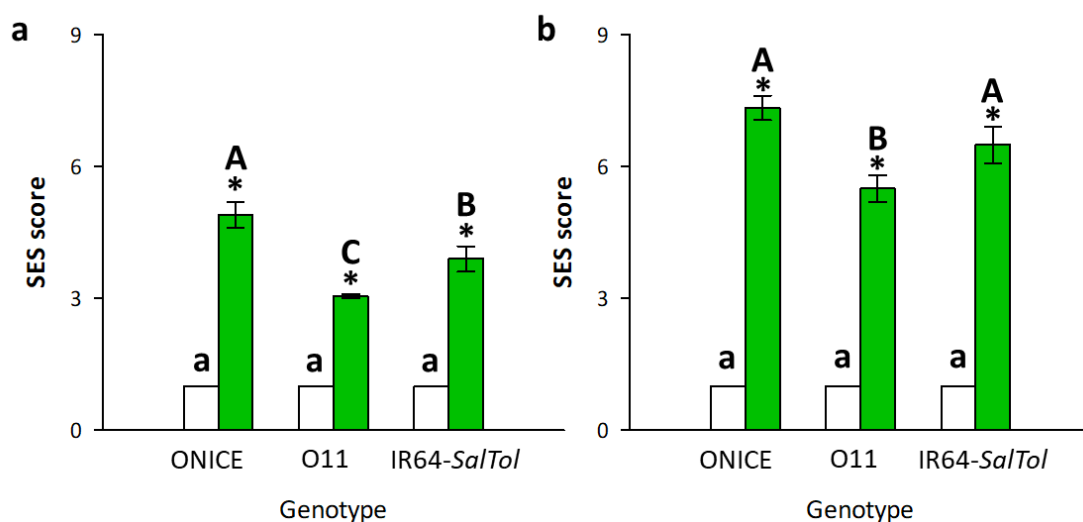 a
9
6
3
0
SES score
a
A
*
a
C
*
a
B
*
ONICE O11 IR64-SalTol
Genotype
b
9
6
3
0
SES score
a
A
*
a
B
*
a
A
*
ONICE O11 IR64-SalTol
Genotype